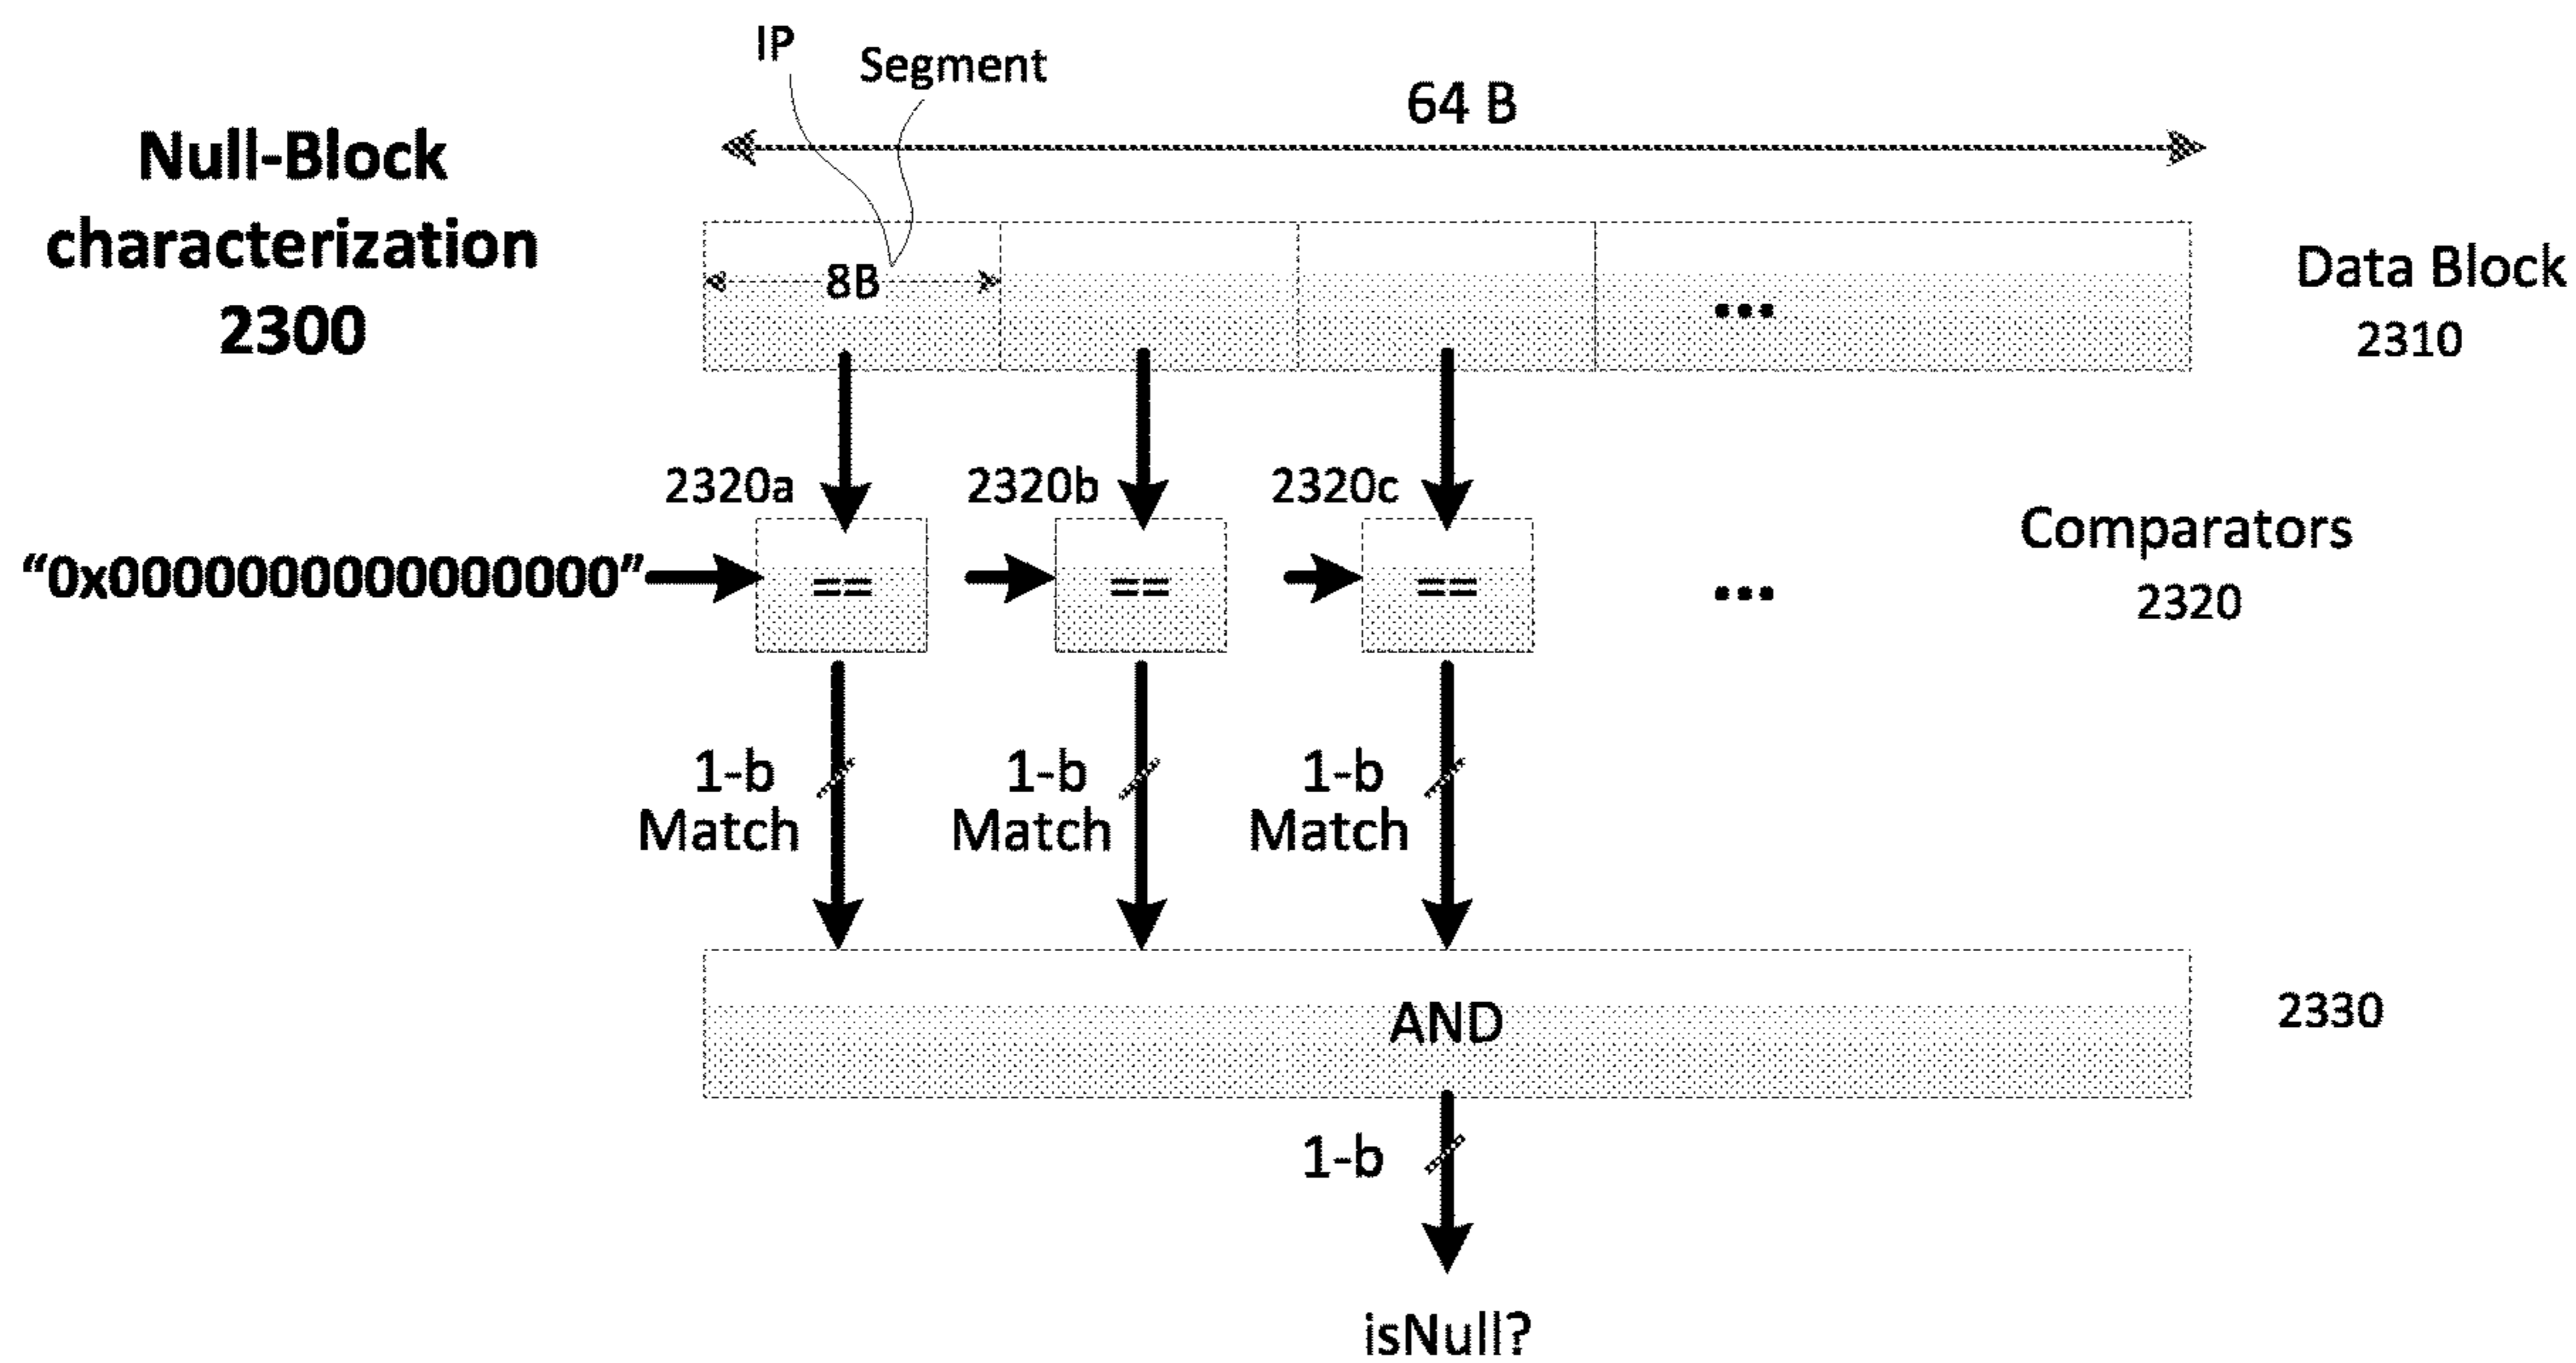 IP
Segment
64 B
Null-Block
characterization
2300
8B
...
Data Block
2310
2320a
2320b
2320c
"0x0000000000000000"
==
==
==
...
Comparators
2320
1-b
Match
1-b
Match
1-b
Match
AND
2330
1-b
isNull?